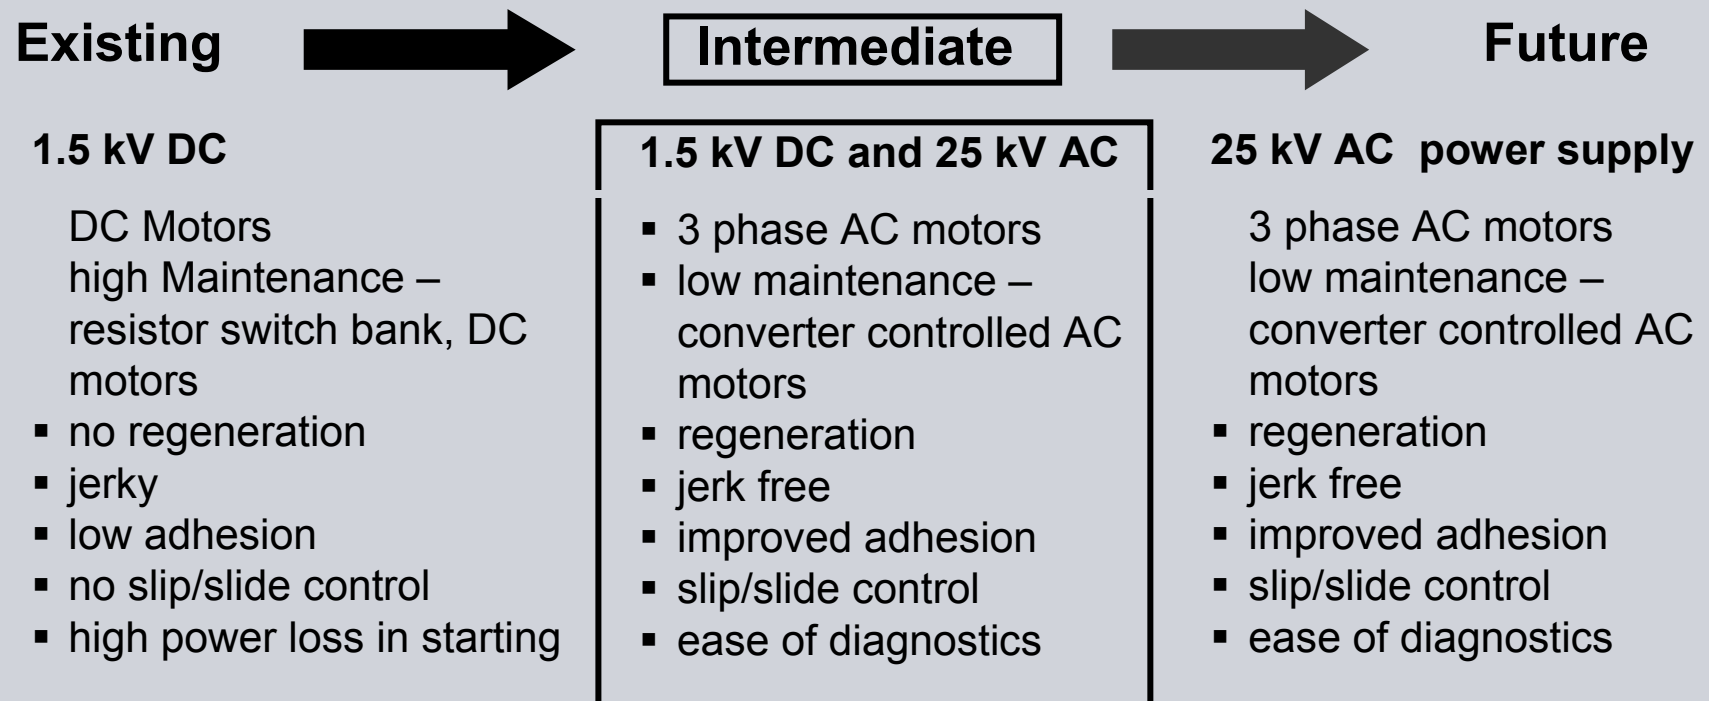 Existing
Intermediate
Future
1.5 kV DC
DC Motors
high Maintenance –
resistor switch bank, DC
motors
▪ no regeneration
▪ jerky
▪ low adhesion
▪ no slip/slide control
▪ high power loss in starting
1.5 kV DC and 25 kV AC
▪ 3 phase AC motors
▪ low maintenance –
converter controlled AC
motors
▪ regeneration
▪ jerk free
▪ improved adhesion
▪ slip/slide control
▪ ease of diagnostics
25 kV AC power supply
3 phase AC motors
low maintenance –
converter controlled AC
motors
▪ regeneration
▪ jerk free
▪ improved adhesion
▪ slip/slide control
▪ ease of diagnostics